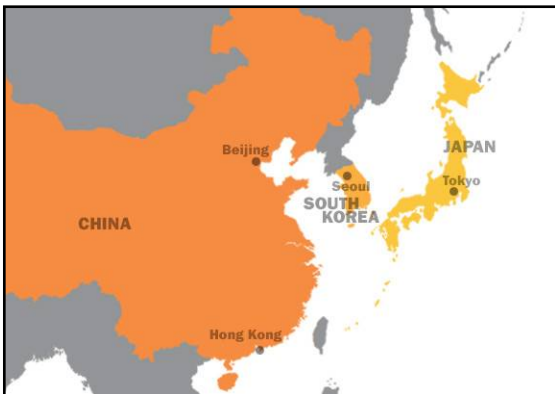 JAPAN
Beijing
Tokyo
Seoul
SOUTH
KOREA
CHINA
Hong Kong